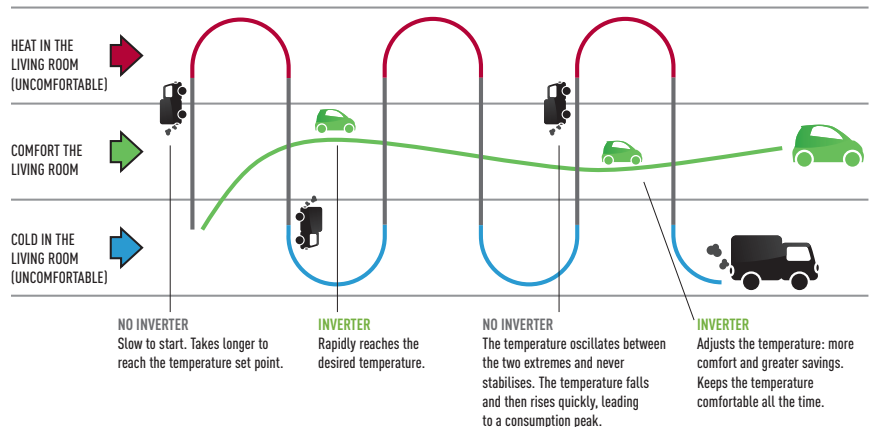 HEAT IN THE
LIVING ROOM
(UNCOMFORTABLE)
COMFORT THE
LIVING ROOM
COLD IN THE
LIVING ROOM
(UNCOMFORTABLE)
NO INVERTER
Slow to start. Takes longer to
reach the temperature set point.
INVERTER
Rapidly reaches the
desired temperature.
NO INVERTER
The temperature oscillates between
the two extremes and never
stabilises. The temperature falls
and then rises quickly, leading
to a consumption peak.
INVERTER
Adjusts the temperature: more
comfort and greater savings.
Keeps the temperature
comfortable all the time.